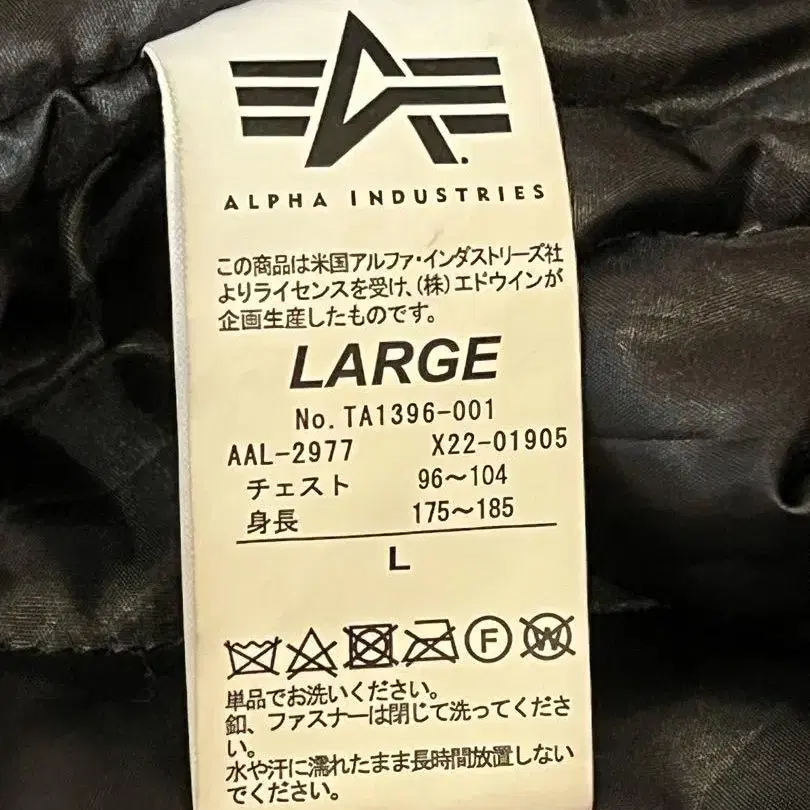 ALPHA INDUSTRIES
この商品は米国アルファ・インダストリーズ社
よりライセンスを受け、(株)エドウインが
企画生産したものです。
LARGE
No. TA1396-001
AAL-2977 X22-01905
チェスト 96～104
身長 175～185
L
F W
単品でお洗いください。
釦、ファスナーは閉じて洗ってくださ
い。
水や汗に濡れたまま長時間放置しない
でください。